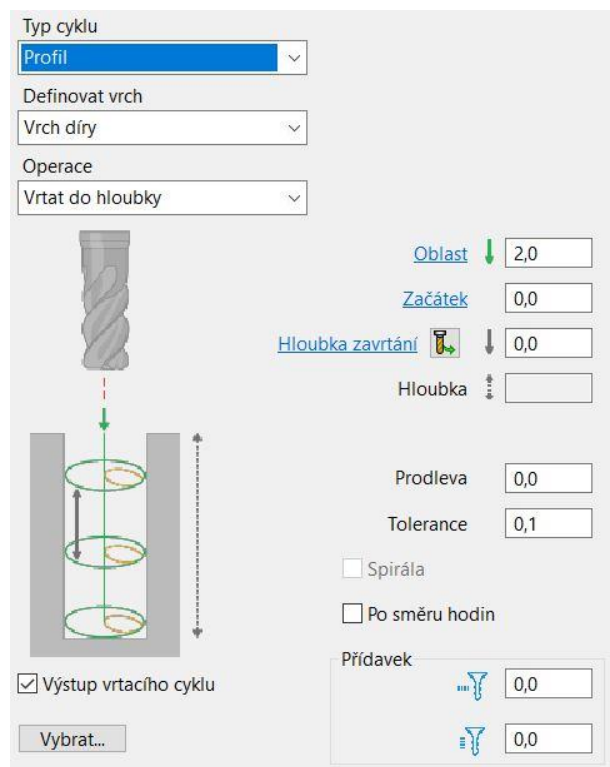 Typ cyklu
Profil
Definovat vrch
Vrch díry
Operace
Vrtat do hloubky
Oblast 2,0
Začátek 0,0
Hloubka zavrtání 0,0
Hloubka
Prodleva 0,0
Tolerance 0,1
Spirála
Po směru hodin
Přídavek
0,0
0,0
Výstup vrtacího cyklu
Vybrat...